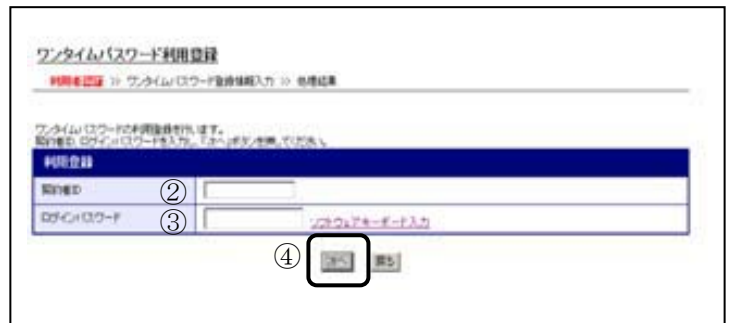 ワンタイムパスワード利用登録
利用者認証 >> ワンタイムパスワード登録情報入力 >> 処理結果
ワンタイムパスワードの利用登録を行います。
契約者ID、ログインパスワードを入力し、「次へ」ボタンを押してください。
利用登録
契約者ID ②
ログインパスワード ③ ソフトウェアキーボード入力
④ 次へ 戻る